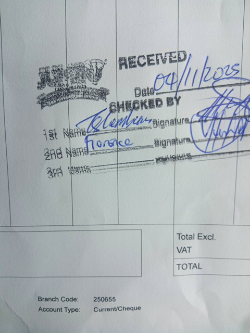 RECEIVED
Date 04/11/2025
CHECKED BY
1st Name Signature
2nd Name Florence Signature
3rd Name
Total Excl.
VAT
TOTAL
Branch Code: 250655
Account Type: Current/Cheque